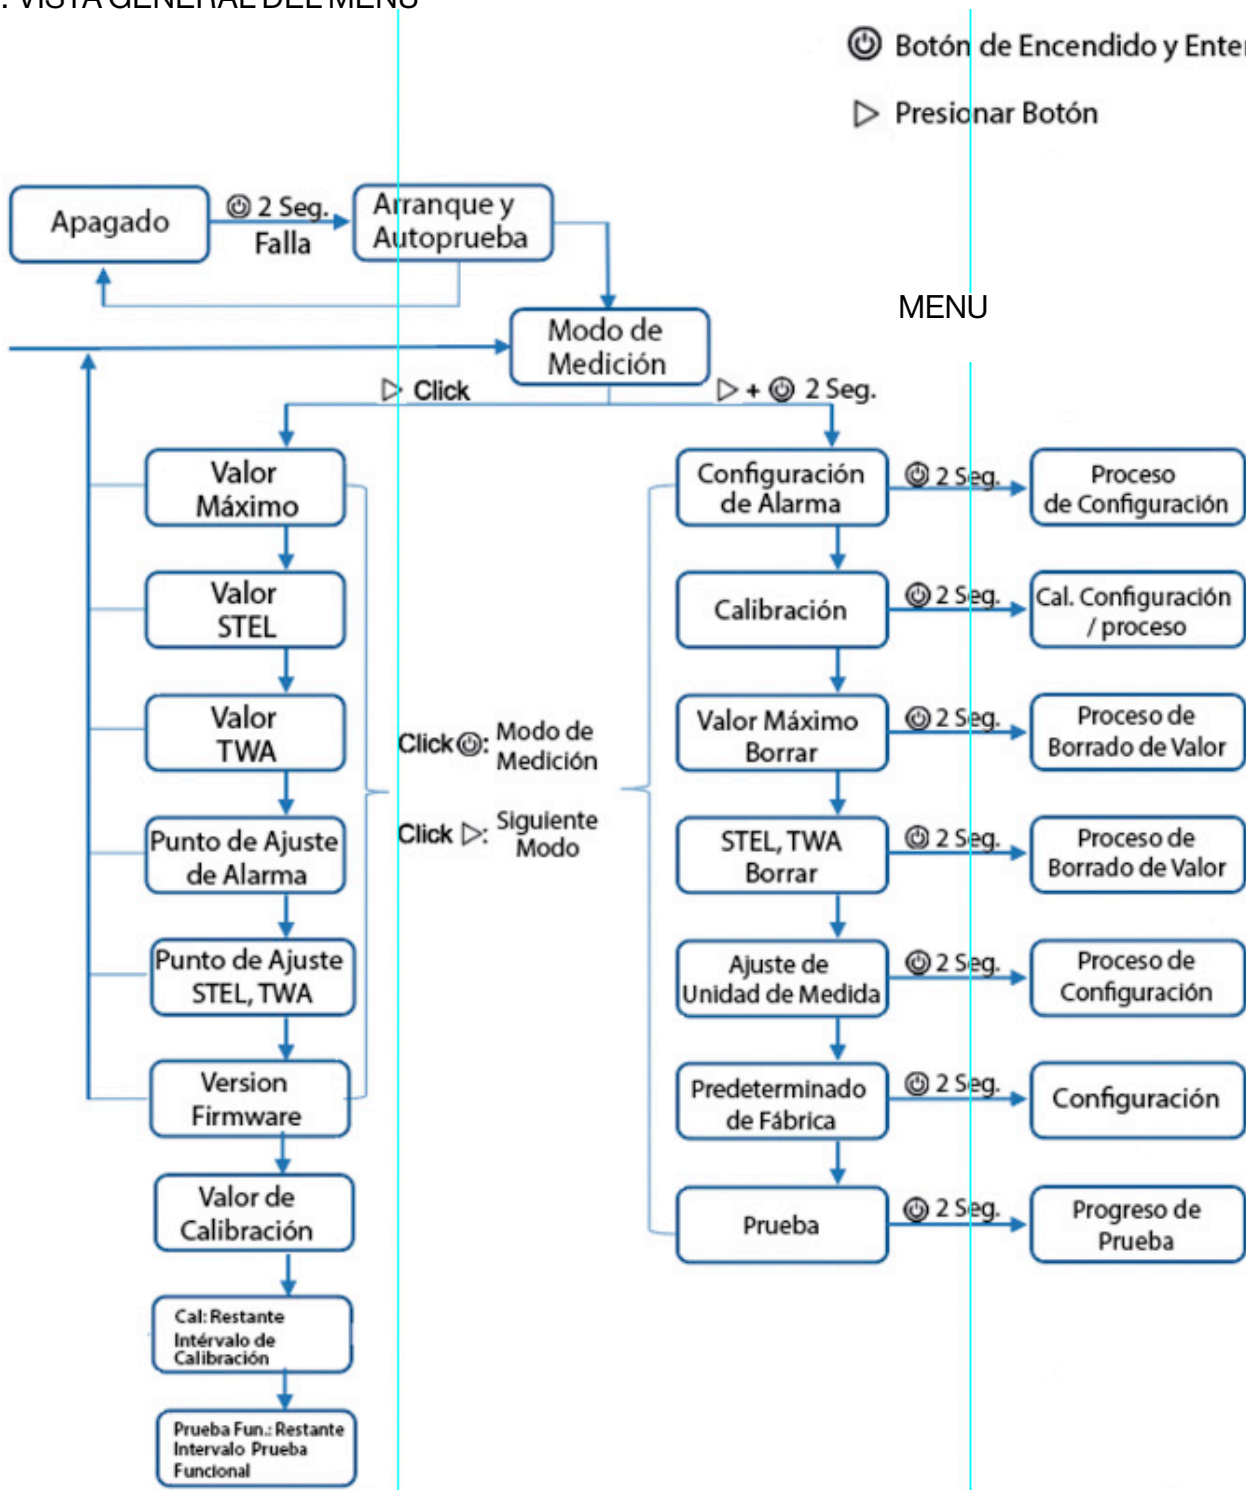 . VISTA GENERAL DEL MENU
Botón de Encendido y Enter
Presionar Botón
Apagado
2 Seg.
Falla
Arranque y
Autoprueba
MENU
Modo de
Medición
Click
+ 2 Seg.
Valor
Máximo
Valor
STEL
Valor
TWA
Punto de Ajuste
de Alarma
Punto de Ajuste
STEL, TWA
Version
Firmware
Valor de
Calibración
Cal: Restante
Intérvalo de
Calibración
Prueba Fun.: Restante
Intervalo Prueba
Funcional
Click : Modo de
Medición
Click : Siguiente
Modo
Configuración
de Alarma
2 Seg.
Proceso
de Configuración
Calibración
2 Seg.
Cal. Configuración
/ proceso
Valor Máximo
Borrar
2 Seg.
Proceso de
Borrado de Valor
STEL, TWA
Borrar
2 Seg.
Proceso de
Borrado de Valor
Ajuste de
Unidad de Medida
2 Seg.
Proceso de
Configuración
Predeterminado
de Fábrica
2 Seg.
Configuración
Prueba
2 Seg.
Progreso de
Prueba